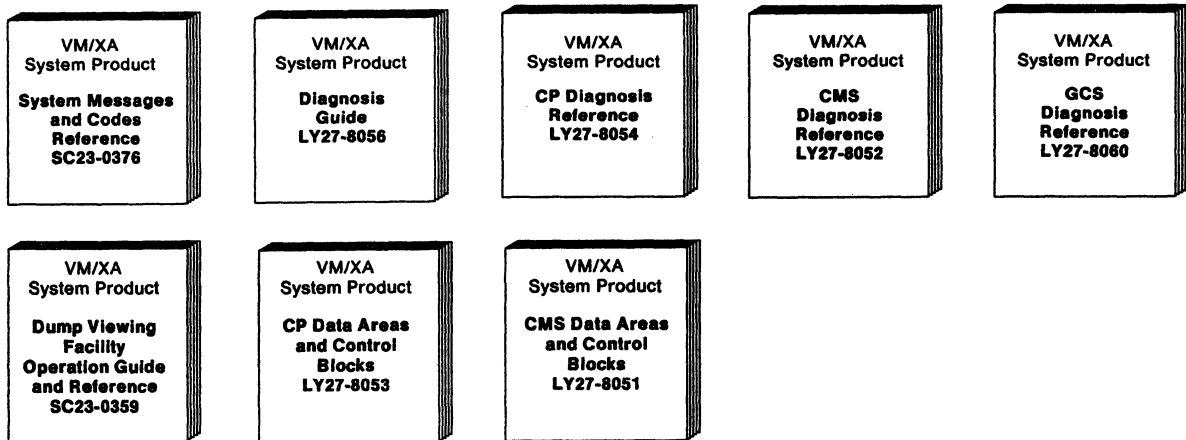 VM/XA
System Product
System Messages
and Codes
Reference
SC23-0376
VM/XA
System Product
Diagnosis
Guide
LY27-8056
VM/XA
System Product
CP Diagnosis
Reference
LY27-8054
VM/XA
System Product
CMS
Diagnosis
Reference
LY27-8052
VM/XA
System Product
GCS
Diagnosis
Reference
LY27-8060
VM/XA
System Product
Dump Viewing
Facility
Operation Guide
and Reference
SC23-0359
VM/XA
System Product
CP Data Areas
and Control
Blocks
LY27-8053
VM/XA
System Product
CMS Data Areas
and Control
Blocks
LY27-8051